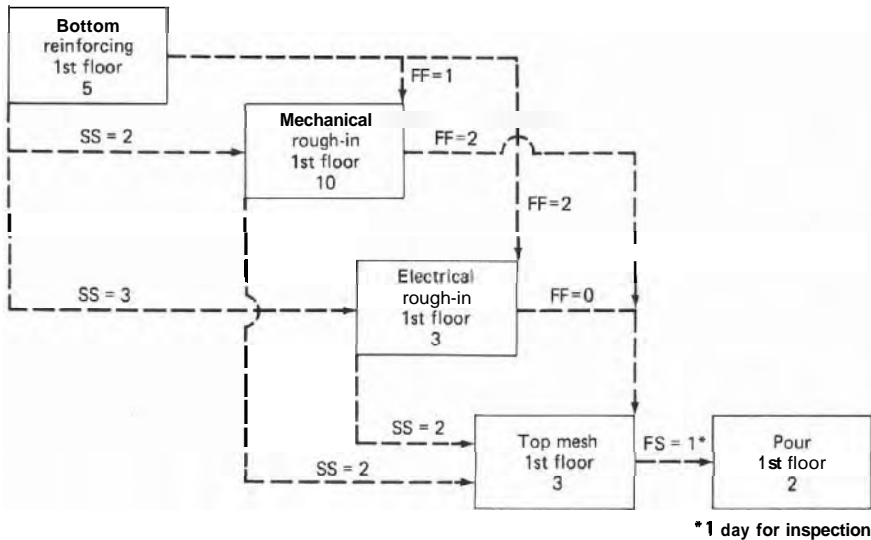 Bottom
reinforcing
1st floor
5
FF=1
SS = 2
Mechanical
rough-in
1st floor
10
FF=2
FF=2
SS = 3
Electrical
rough-in
1st floor
3
FF=0
SS = 2
SS = 2
Top mesh
1st floor
3
FS = 1*
Pour
1st floor
2
*1 day for inspection